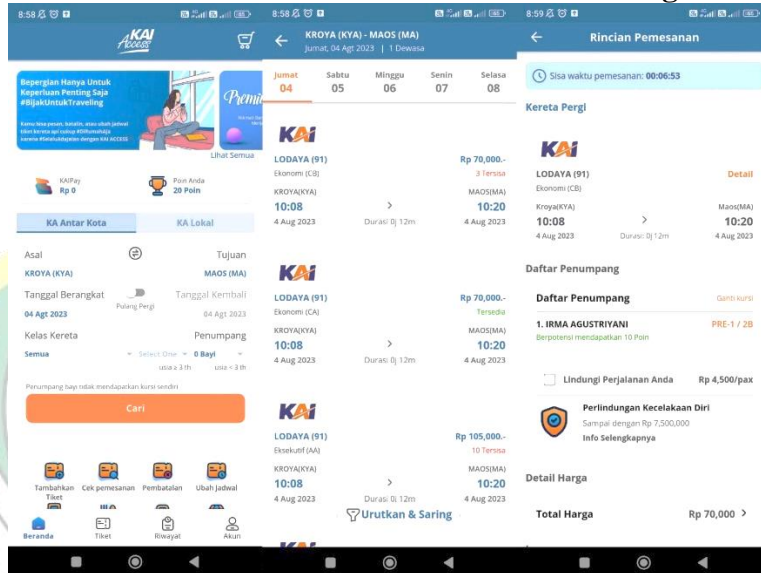 8:58
KAI
Access
Bepergian Hanya Untuk
Keperluan Penting Saja
#BijakUntukTraveling
Premi
Lihat Semua
KAIPay
Rp 0
Poin Anda
20 Poin
KA Antar Kota
KA Lokal
Asal
Tujuan
KROYA (KYA)
MAOS (MA)
Tanggal Berangkat
Tanggal Kembali
Pulang Pergi
04 Agt 2023
04 Agt 2023
Kelas Kereta
Penumpang
Semua
Select One
0 Bayi
usia ≥ 3 th
usia < 3 th
Penumpang bayi tidak mendapatkan kursi sendiri
Cari
Tambahkan
Tiket
Cek pemesanan
Pembatalan
Ubah Jadwal
Beranda
Tiket
Riwayat
Akun
8:58
KROYA (KYA) - MAOS (MA)
Jumat, 04 Agt 2023 | 1 Dewasa
Jumat
Sabtu
Minggu
Senin
Selasa
04
05
06
07
08
KAI
LODAYA (91)
Rp 70,000.-
Ekonomi (CB)
3 Tersisa
KROYA(KYA)
MAOS(MA)
10:08
>
10:20
4 Aug 2023
Durasi 0j 12m
4 Aug 2023
KAI
LODAYA (91)
Rp 70,000.-
Ekonomi (CA)
Tersedia
KROYA(KYA)
MAOS(MA)
10:08
>
10:20
4 Aug 2023
Durasi 0j 12m
4 Aug 2023
KAI
LODAYA (91)
Rp 105,000.-
Eksekutif (AA)
10 Tersisa
KROYA(KYA)
MAOS(MA)
10:08
>
10:20
4 Aug 2023
Durasi 0j 12m
4 Aug 2023
Urutkan & Saring
8:59
Rincian Pemesanan
Sisa waktu pemesanan: 00:06:53
Kereta Pergi
KAI
LODAYA (91)
Detail
Ekonomi (CB)
Kroya(KYA)
Maos(MA)
10:08
>
10:20
4 Aug 2023
Durasi: 0j 12m
4 Aug 2023
Daftar Penumpang
Daftar Penumpang
Ganti kursi
1. IRMA AGUSTRIYANI
PRE-1 / 2B
Berpotensi mendapatkan 10 Poin
Lindungi Perjalanan Anda
Rp 4,500/pax
Perlindungan Kecelakaan Diri
Sampai dengan Rp 7,500,000
Info Selengkapnya
Detail Harga
Total Harga
Rp 70,000 >